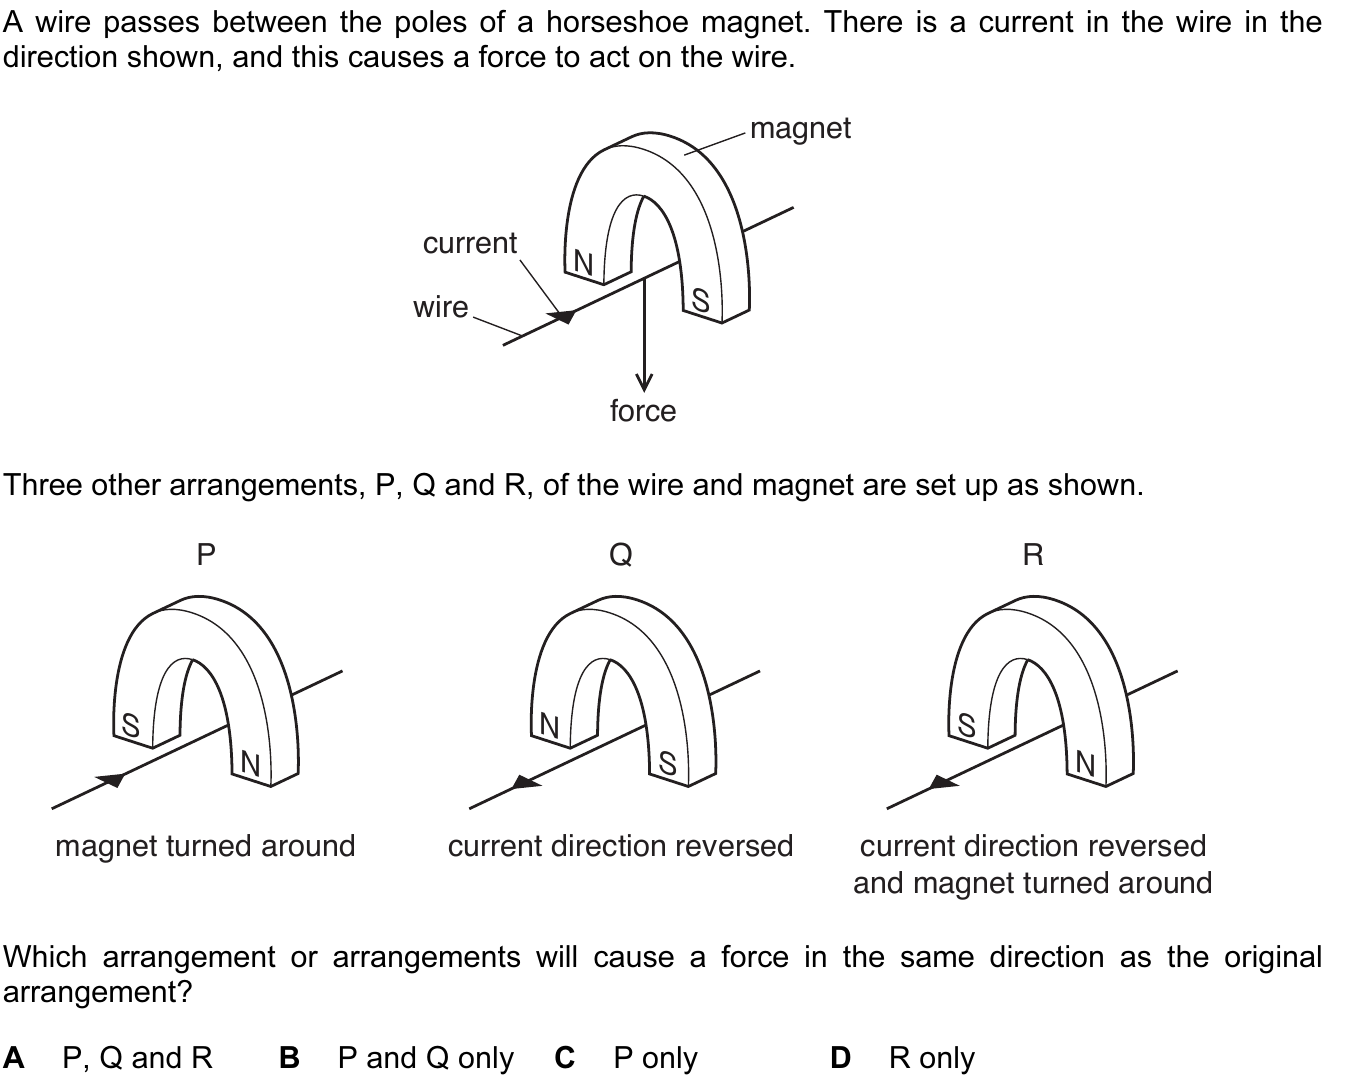 A wire passes between the poles of a horseshoe magnet. There is a current in the wire in the
direction shown, and this causes a force to act on the wire.
magnet
current
N
wire
S
force
Three other arrangements, P, Q and R, of the wire and magnet are set up as shown.
P Q R
S N S
N S N
magnet turned around current direction reversed current direction reversed
and magnet turned around
Which arrangement or arrangements will cause a force in the same direction as the original
arrangement?
A P, Q and R B P and Q only C P only D R only